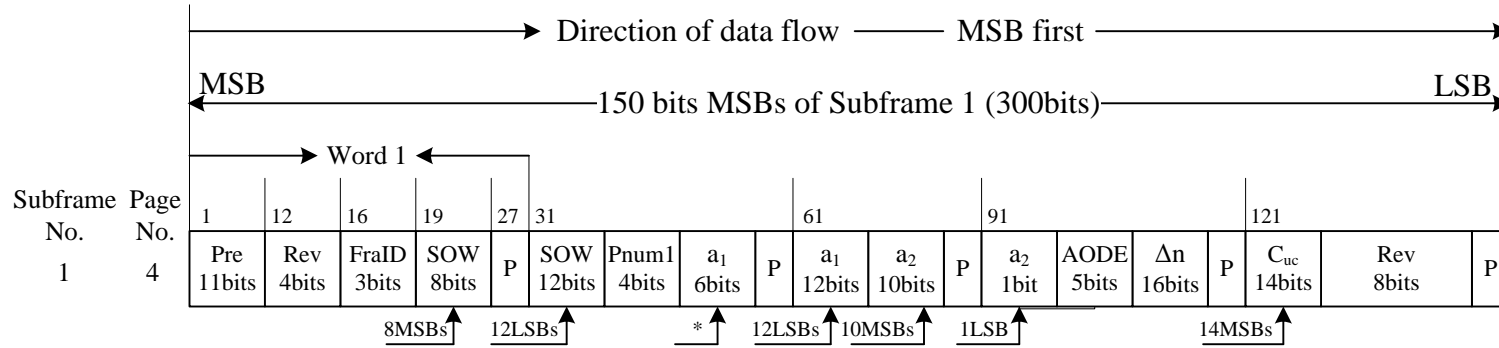 Direction of data flow MSB first
MSB LSB
150 bits MSBs of Subframe 1 (300bits)
Word 1
Subframe No. Page No.
1 12 16 19 27 31 61 91 121
1 4 Pre 11bits Rev 4bits FraID 3bits SOW 8bits P SOW 12bits Pnum1 4bits a₁ 6bits P a₁ 12bits a₂ 10bits P a₂ 1bit AODE 5bits Δn 16bits P Cuc 14bits Rev 8bits P
8MSBs 12LSBs * 12LSBs 10MSBs 1LSB 14MSBs